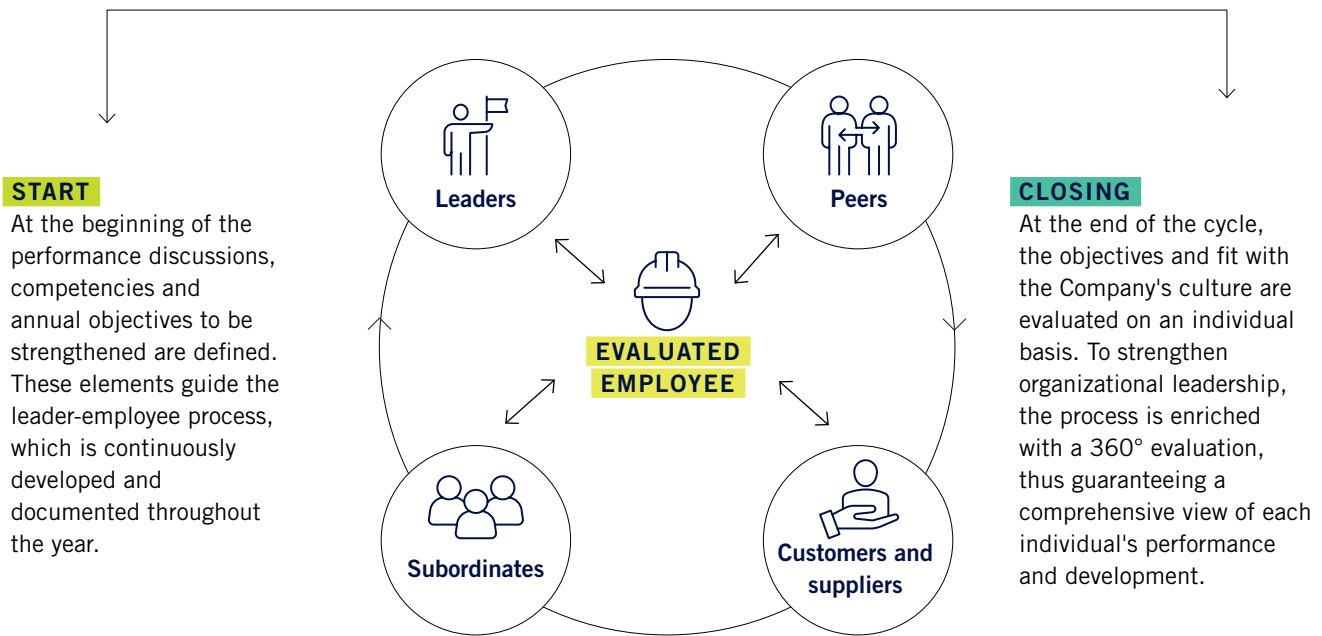 START
At the beginning of the
performance discussions,
competencies and
annual objectives to be
strengthened are defined.
These elements guide the
leader-employee process,
which is continuously
developed and
documented throughout
the year.
Leaders
Peers
EVALUATED
EMPLOYEE
Subordinates
Customers and
suppliers
CLOSING
At the end of the cycle,
the objectives and fit with
the Company's culture are
evaluated on an individual
basis. To strengthen
organizational leadership,
the process is enriched
with a 360° evaluation,
thus guaranteeing a
comprehensive view of each
individual's performance
and development.